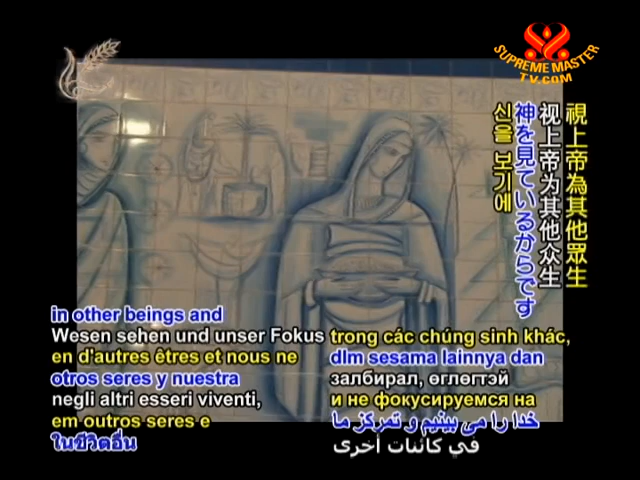 SUPREME MASTER
TV.COM
視上帝為其他眾生
视上帝为其他众生
神を見ているからです
신을 보기에
in other beings and
Wesen sehen und unser Fokus
en d'autres êtres et nous ne
otros seres y nuestra
negli altri esseri viventi,
em outros seres e
ในชีวิตอื่น
trong các chúng sinh khác,
dlm sesama lainnya dan
залбирал, өглөгтэй
и не фокусируемся на
خدا را می بینیم و تمرکز ما
في كائنات أخرى